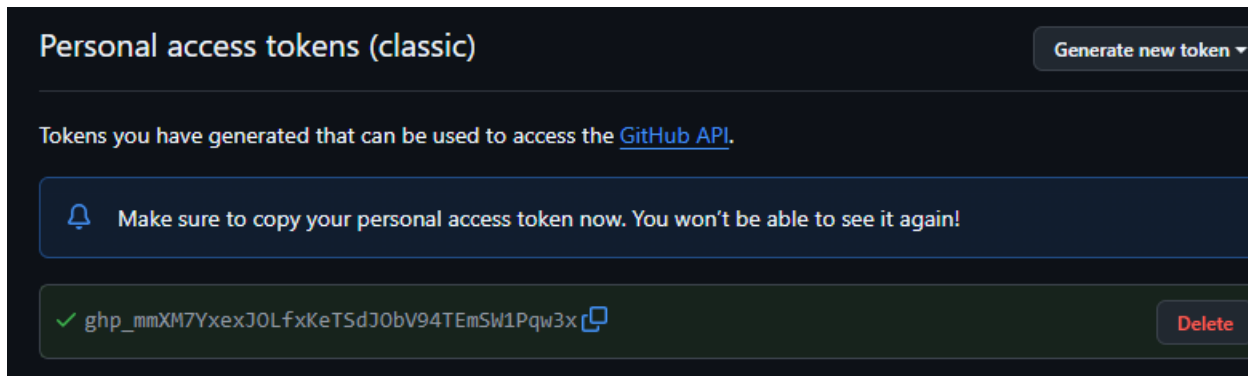 Personal access tokens (classic)
Generate new token
Tokens you have generated that can be used to access the GitHub API.
Make sure to copy your personal access token now. You won't be able to see it again!
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
Delete